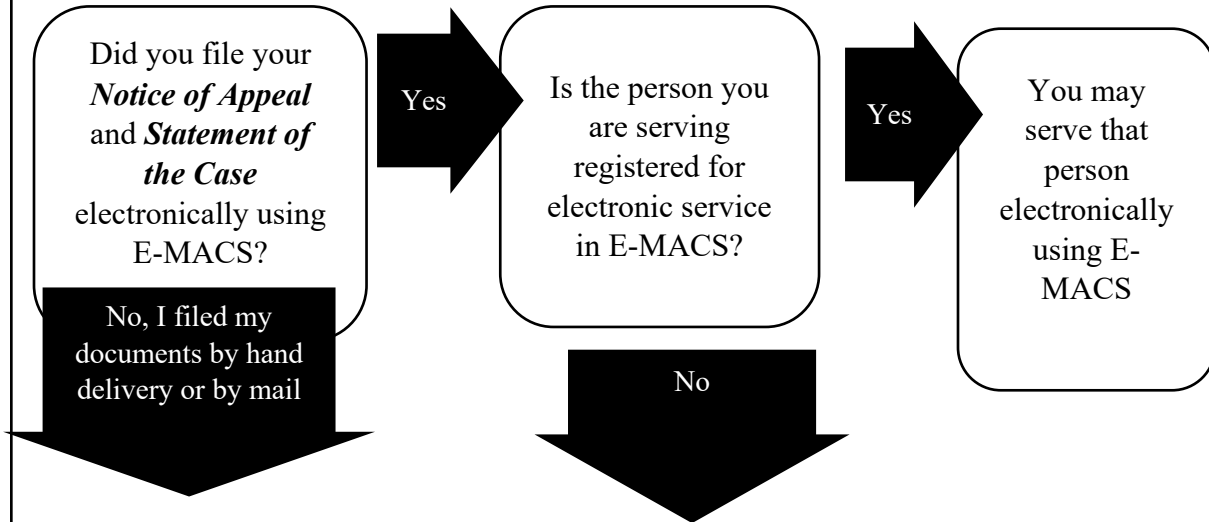 Did you file your
Notice of Appeal
and Statement of
the Case
electronically using
E-MACS?
No, I filed my
documents by hand
delivery or by mail
Yes
Is the person you
are serving
registered for
electronic service
in E-MACS?
No
Yes
You may
serve that
person
electronically
using E-
MACS